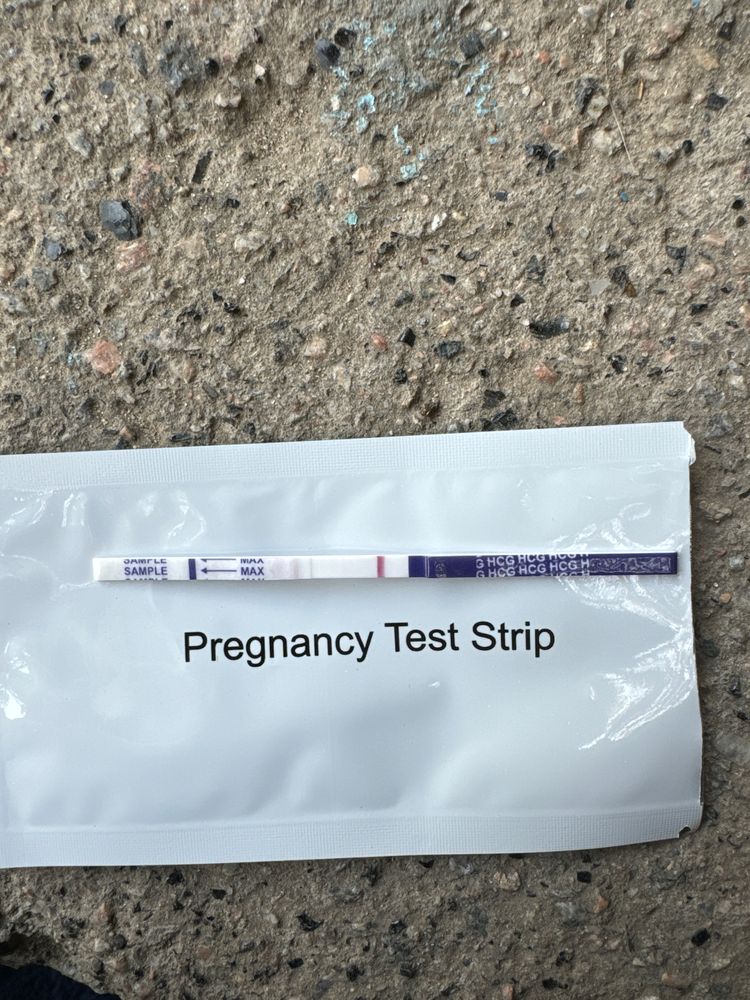 SAMPLE MAX
SAMPLE MAX
G HCG HCG HCG H
G HCG HCG HCG H
Pregnancy Test Strip